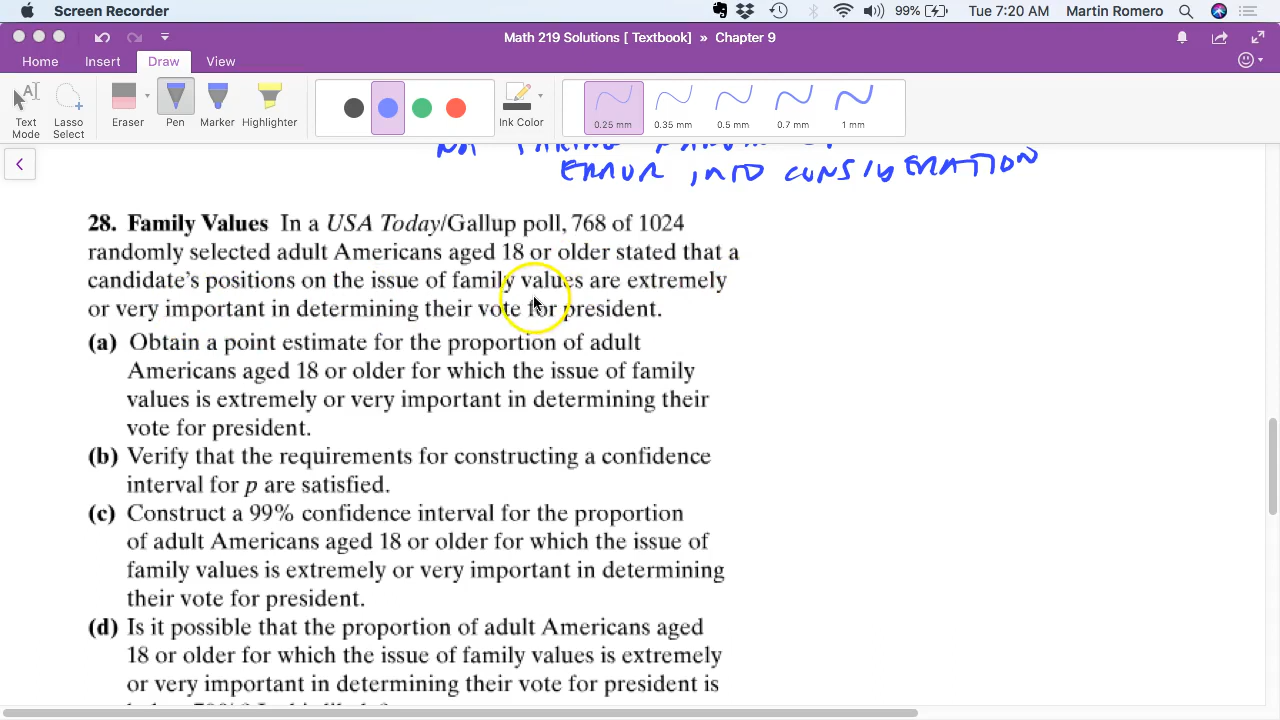 Screen Recorder
99%
Tue 7:20 AM
Martin Romero
Math 219 Solutions [ Textbook] » Chapter 9
Home
Insert
Draw
View
Text Mode
Lasso Select
Eraser
Pen
Marker
Highlighter
Ink Color
0.25 mm
0.35 mm
0.5 mm
0.7 mm
1 mm
ERROR INTO CONSIDERATION
28. Family Values In a USA Today/Gallup poll, 768 of 1024
randomly selected adult Americans aged 18 or older stated that a
candidate's positions on the issue of family values are extremely
or very important in determining their vote for president.
(a) Obtain a point estimate for the proportion of adult
Americans aged 18 or older for which the issue of family
values is extremely or very important in determining their
vote for president.
(b) Verify that the requirements for constructing a confidence
interval for p are satisfied.
(c) Construct a 99% confidence interval for the proportion
of adult Americans aged 18 or older for which the issue of
family values is extremely or very important in determining
their vote for president.
(d) Is it possible that the proportion of adult Americans aged
18 or older for which the issue of family values is extremely
or very important in determining their vote for president is